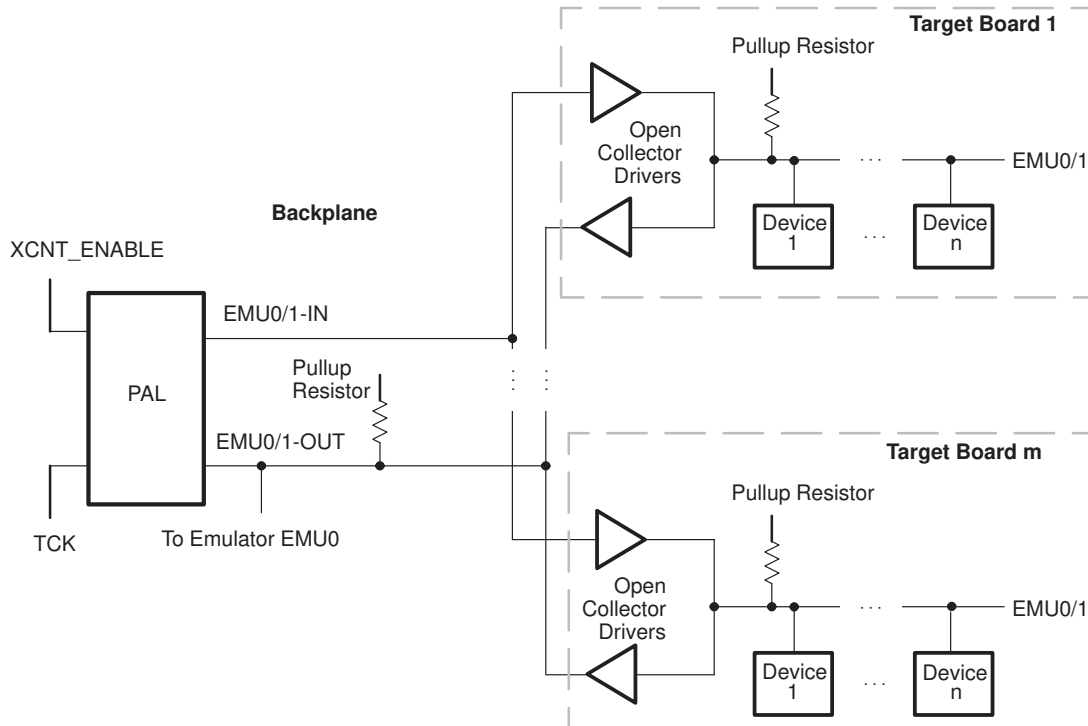 Target Board 1
Pullup Resistor
Open
Collector
Drivers
EMU0/1
Device
1
. . .
Device
n
. . .
Backplane
XCNT_ENABLE
EMU0/1-IN
PAL
Pullup
Resistor
EMU0/1-OUT
TCK
To Emulator EMU0
. . .
. . .
Target Board m
Pullup Resistor
Open
Collector
Drivers
EMU0/1
Device
1
. . .
Device
n
. . .